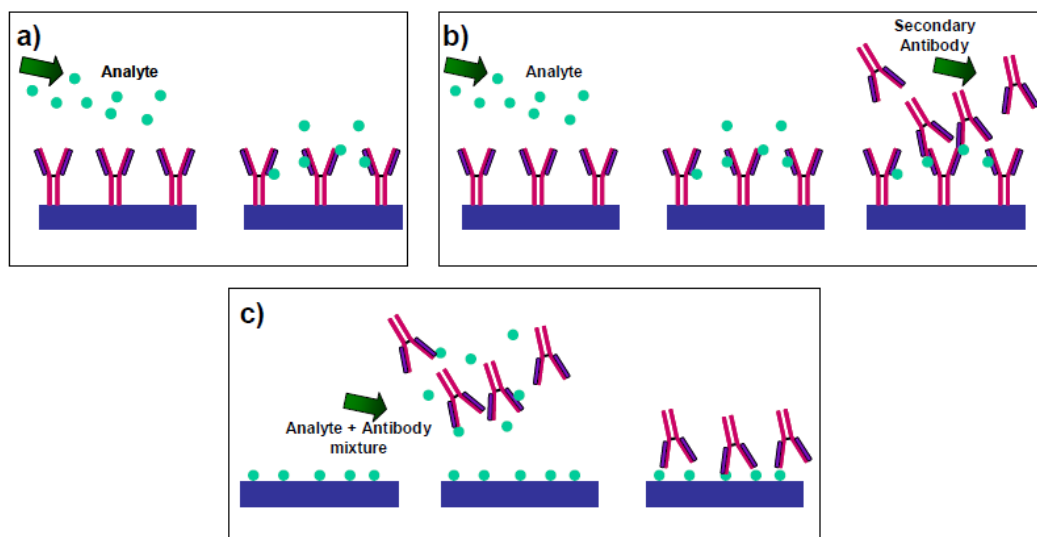 a)
Analyte
b)
Analyte
Secondary
Antibody
c)
Analyte + Antibody
mixture